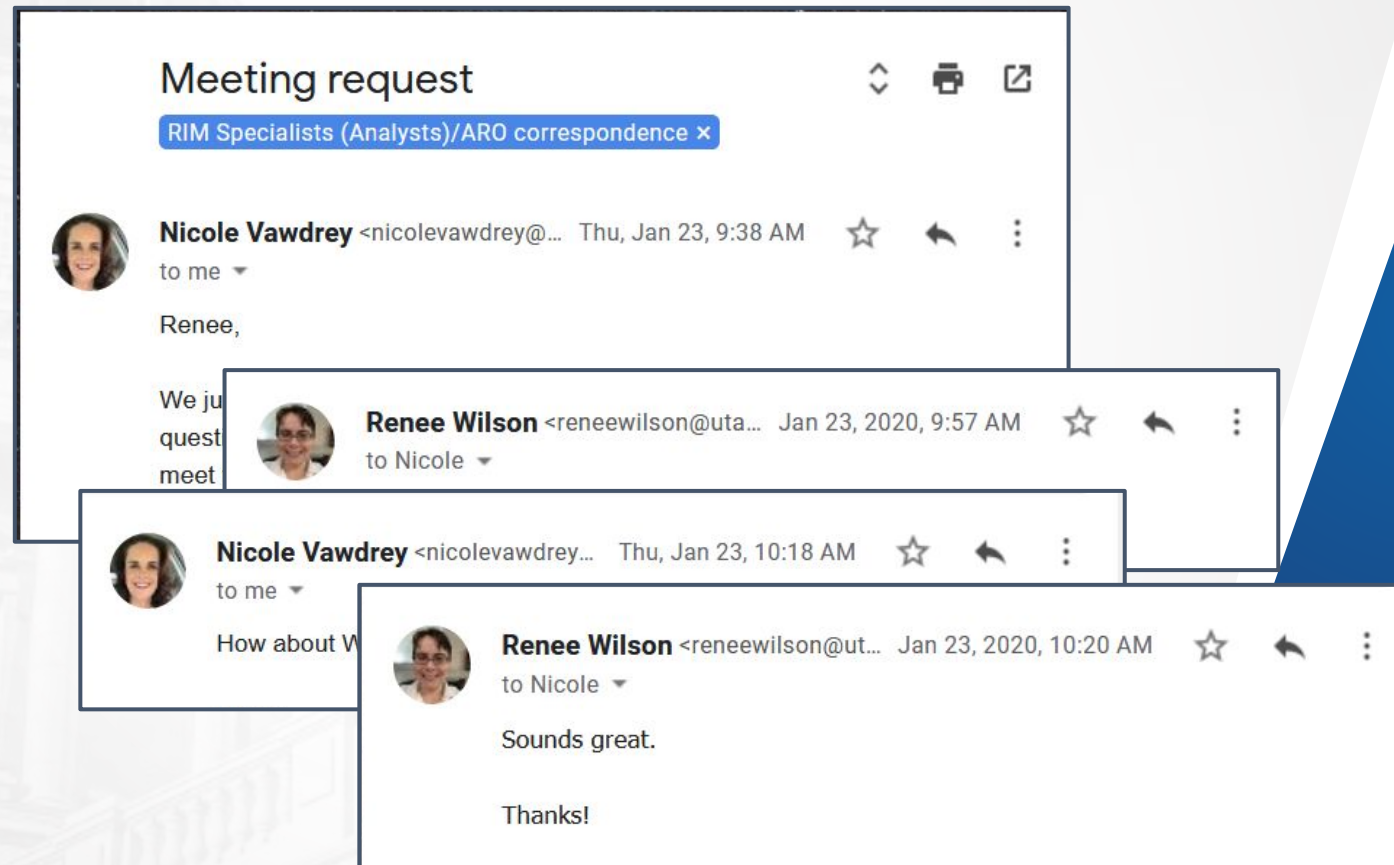 Meeting request
RIM Specialists (Analysts)/ARO correspondence ×
Nicole Vawdrey <nicolevawdrey@... Thu, Jan 23, 9:38 AM
to me
Renee,
We ju
quest
meet
Renee Wilson <reneewilson@uta... Jan 23, 2020, 9:57 AM
to Nicole
Nicole Vawdrey <nicolevawdrey... Thu, Jan 23, 10:18 AM
to me
How about W
Renee Wilson <reneewilson@ut... Jan 23, 2020, 10:20 AM
to Nicole
Sounds great.
Thanks!